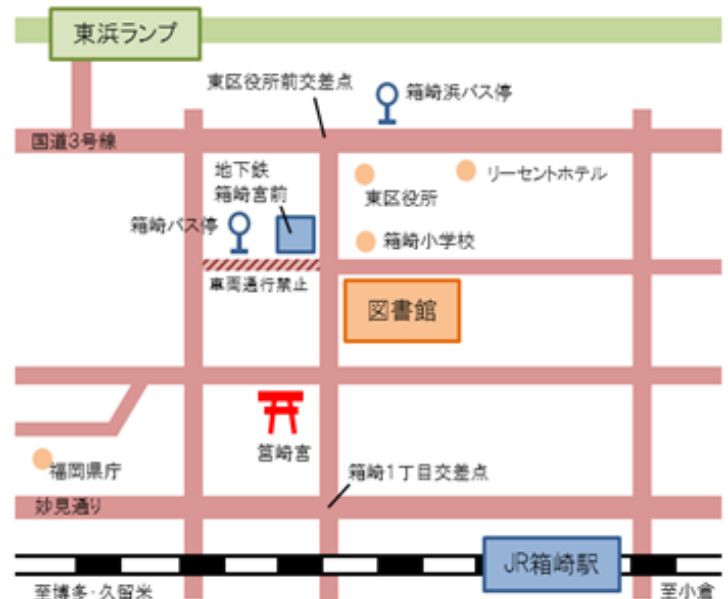 東浜ランプ
東区役所前交差点
箱崎浜バス停
国道3号線
地下鉄
箱崎宮前
リーセントホテル
東区役所
箱崎バス停
箱崎小学校
車両通行禁止
図書館
筥崎宮
福岡県庁
箱崎1丁目交差点
妙見通り
JR箱崎駅
至博多・久留米
至小倉